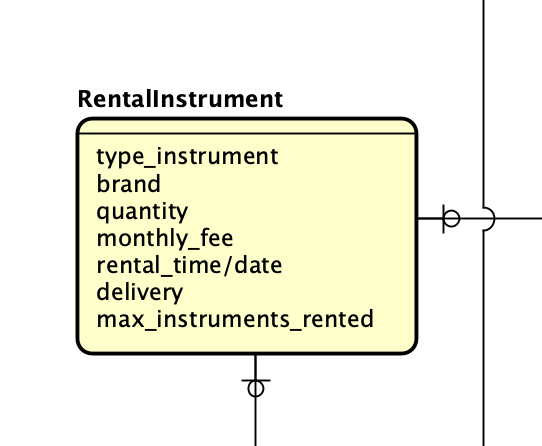 RentalInstrument
type_instrument
brand
quantity
monthly_fee
rental_time/date
delivery
max_instruments_rented